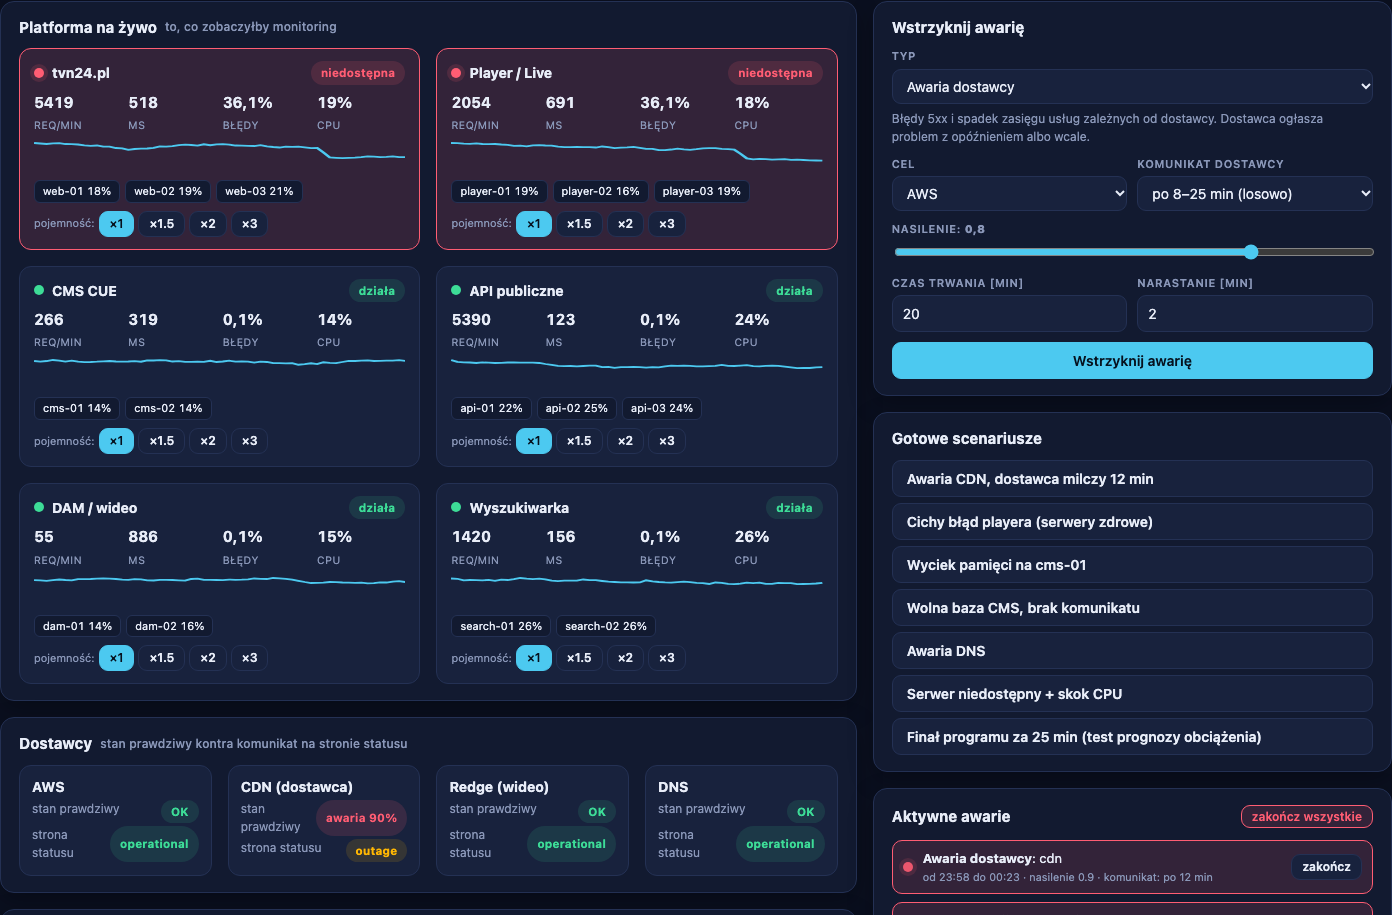 Platforma na żywo to, co zobaczyłby monitoring
tvn24.pl niedostępna
5419 518 36,1% 19%
REQ/MIN MS BŁĘDY CPU
web-01 18% web-02 19% web-03 21%
pojemność: ×1 ×1.5 ×2 ×3
Player / Live niedostępna
2054 691 36,1% 18%
REQ/MIN MS BŁĘDY CPU
player-01 19% player-02 16% player-03 19%
pojemność: ×1 ×1.5 ×2 ×3
CMS CUE działa
266 319 0,1% 14%
REQ/MIN MS BŁĘDY CPU
cms-01 14% cms-02 14%
pojemność: ×1 ×1.5 ×2 ×3
API publiczne działa
5390 123 0,1% 24%
REQ/MIN MS BŁĘDY CPU
api-01 22% api-02 25% api-03 24%
pojemność: ×1 ×1.5 ×2 ×3
DAM / wideo działa
55 886 0,1% 15%
REQ/MIN MS BŁĘDY CPU
dam-01 14% dam-02 16%
pojemność: ×1 ×1.5 ×2 ×3
Wyszukiwarka działa
1420 156 0,1% 26%
REQ/MIN MS BŁĘDY CPU
search-01 26% search-02 26%
pojemność: ×1 ×1.5 ×2 ×3
Dostawcy stan prawdziwy kontra komunikat na stronie statusu
AWS
stan prawdziwy OK
strona
statusu operational
CDN (dostawca)
stan
prawdziwy awaria 90%
strona statusu outage
Redge (wideo)
stan prawdziwy OK
strona
statusu operational
DNS
stan prawdziwy OK
strona
statusu operational
Wstrzyknij awarię
TYP
Awaria dostawcy
Błędy 5xx i spadek zasięgu usług zależnych od dostawcy. Dostawca ogłasza
problem z opóźnieniem albo wcale.
CEL KOMUNIKAT DOSTAWCY
AWS po 8–25 min (losowo)
NASILENIE: 0,8
CZAS TRWANIA [MIN] NARASTANIE [MIN]
20 2
Wstrzyknij awarię
Gotowe scenariusze
Awaria CDN, dostawca milczy 12 min
Cichy błąd playera (serwery zdrowe)
Wyciek pamięci na cms-01
Wolna baza CMS, brak komunikatu
Awaria DNS
Serwer niedostępny + skok CPU
Finał programu za 25 min (test prognozy obciążenia)
Aktywne awarie zakończ wszystkie
Awaria dostawcy: cdn
od 23:58 do 00:23 · nasilenie 0.9 · komunikat: po 12 min zakończ